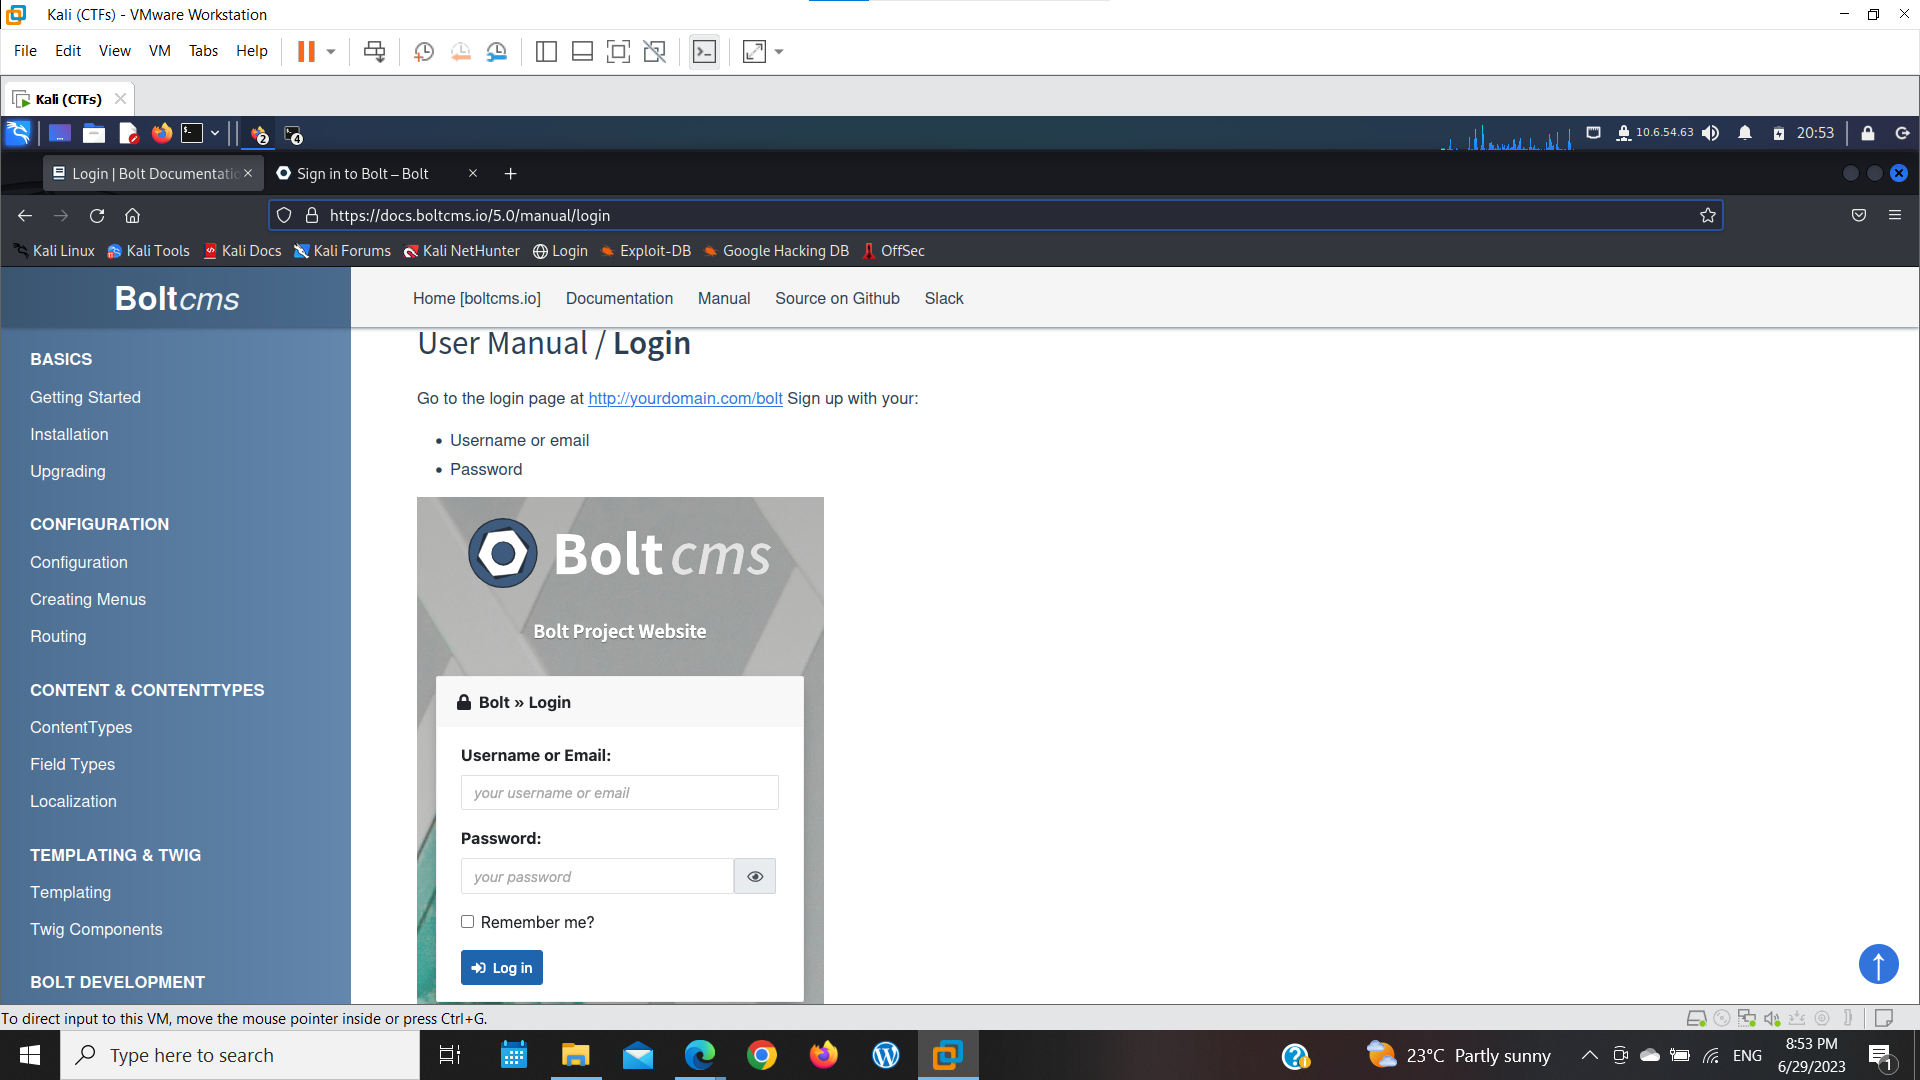 Kali (CTFs) - VMware Workstation
File Edit View VM Tabs Help
Kali (CTFs)
2 4 10.6.54.63 20:53
Login | Bolt Documentatio Sign in to Bolt – Bolt
https://docs.boltcms.io/5.0/manual/login
Kali Linux Kali Tools Kali Docs Kali Forums Kali NetHunter Login Exploit-DB Google Hacking DB OffSec
Boltcms
Home [boltcms.io] Documentation Manual Source on Github Slack
BASICS
Getting Started
Installation
Upgrading
CONFIGURATION
Configuration
Creating Menus
Routing
CONTENT & CONTENTTYPES
ContentTypes
Field Types
Localization
TEMPLATING & TWIG
Templating
Twig Components
BOLT DEVELOPMENT
User Manual / Login
Go to the login page at http://yourdomain.com/bolt Sign up with your:
• Username or email
• Password
Bolt cms
Bolt Project Website
Bolt » Login
Username or Email:
your username or email
Password:
your password
Remember me?
Log in
To direct input to this VM, move the mouse pointer inside or press Ctrl+G.
Type here to search
23°C Partly sunny
ENG
8:53 PM
6/29/2023
1